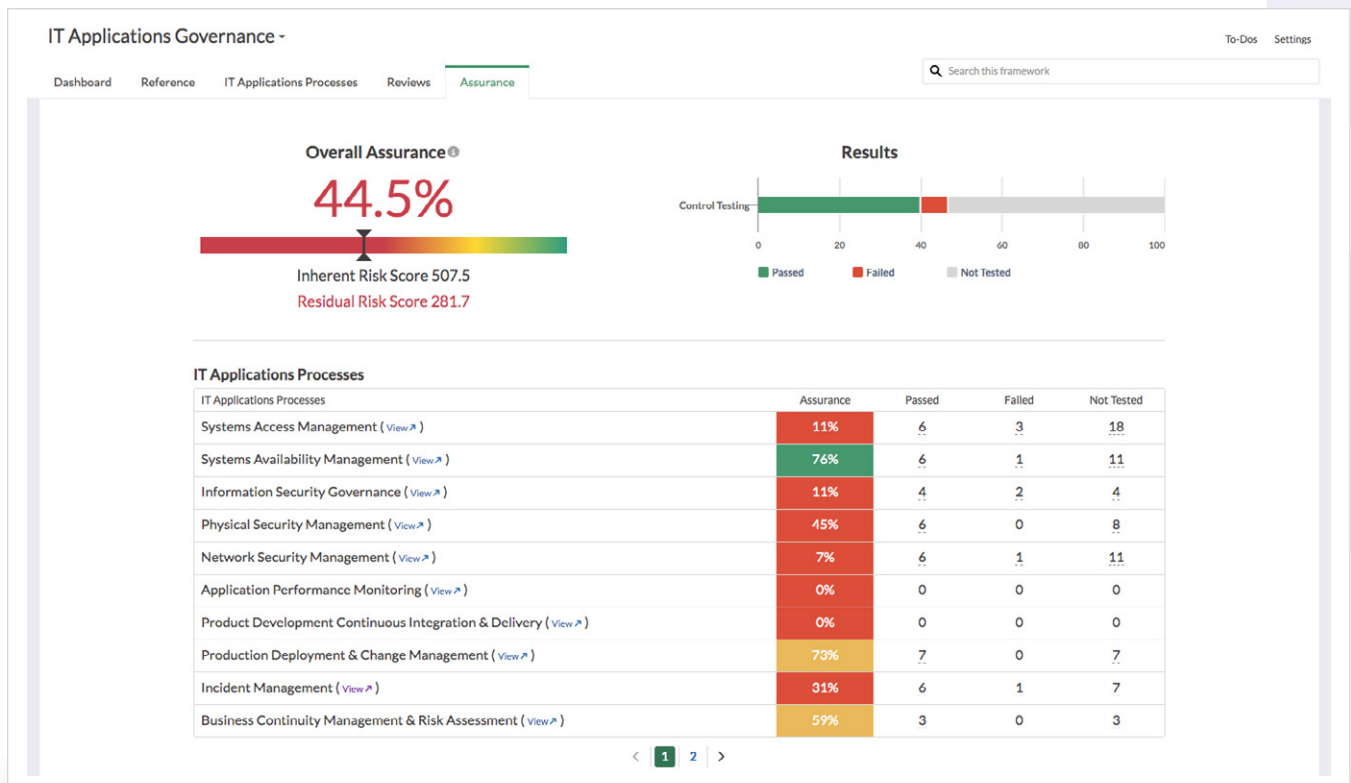 IT Applications Governance
To-Dos Settings
Dashboard Reference IT Applications Processes Reviews Assurance
Search this framework
Overall Assurance
44.5%
Inherent Risk Score 507.5
Residual Risk Score 281.7
Results
Control Testing
0 20 40 60 80 100
Passed Failed Not Tested
IT Applications Processes
IT Applications Processes Assurance Passed Failed Not Tested
Systems Access Management (View↗) 11% 6 3 18
Systems Availability Management (View↗) 76% 6 1 11
Information Security Governance (View↗) 11% 4 2 4
Physical Security Management (View↗) 45% 6 0 8
Network Security Management (View↗) 7% 6 1 11
Application Performance Monitoring (View↗) 0% 0 0 0
Product Development Continuous Integration & Delivery (View↗) 0% 0 0 0
Production Deployment & Change Management (View↗) 73% 7 0 7
Incident Management (View↗) 31% 6 1 7
Business Continuity Management & Risk Assessment (View↗) 59% 3 0 3
< 1 2 >